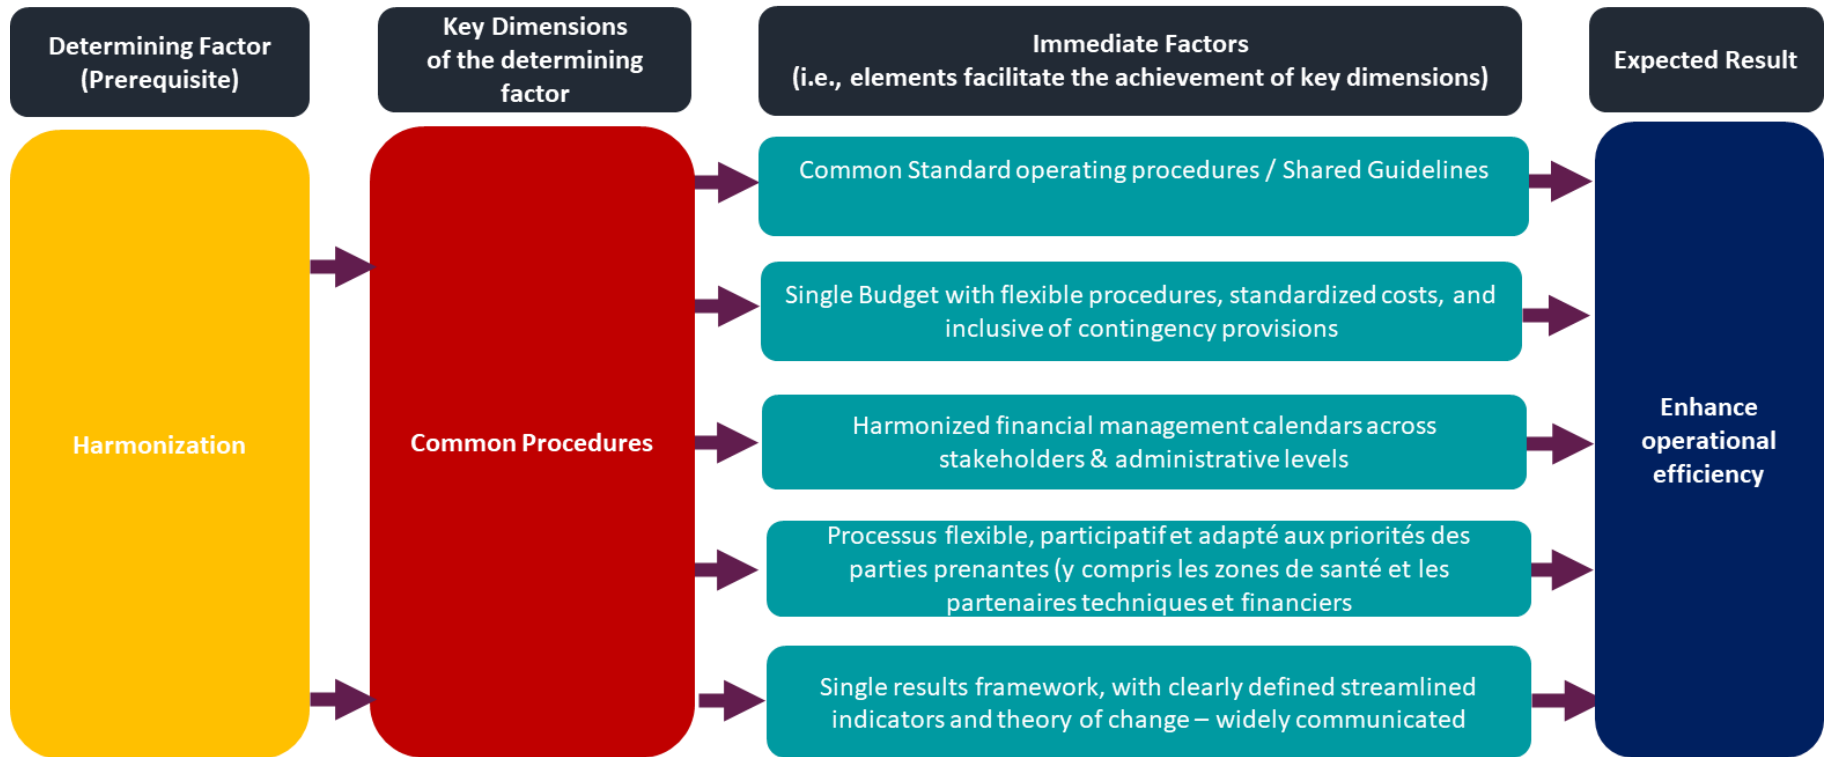 Determining Factor
(Prerequisite)
Key Dimensions
of the determining
factor
Immediate Factors
(i.e., elements facilitate the achievement of key dimensions)
Expected Result
Harmonization
Common Procedures
Common Standard operating procedures / Shared Guidelines
Single Budget with flexible procedures, standardized costs, and
inclusive of contingency provisions
Harmonized financial management calendars across
stakeholders & administrative levels
Processus flexible, participatif et adapté aux priorités des
parties prenantes (y compris les zones de santé et les
partenaires techniques et financiers
Single results framework, with clearly defined streamlined
indicators and theory of change – widely communicated
Enhance
operational
efficiency